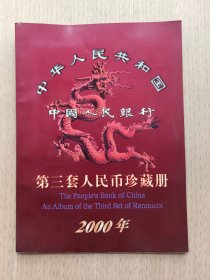 中华人民共和国
中國人民銀行
第三套人民币珍藏册
The People's Bank of China
An Album of the Third Set of Renminbi
2000年